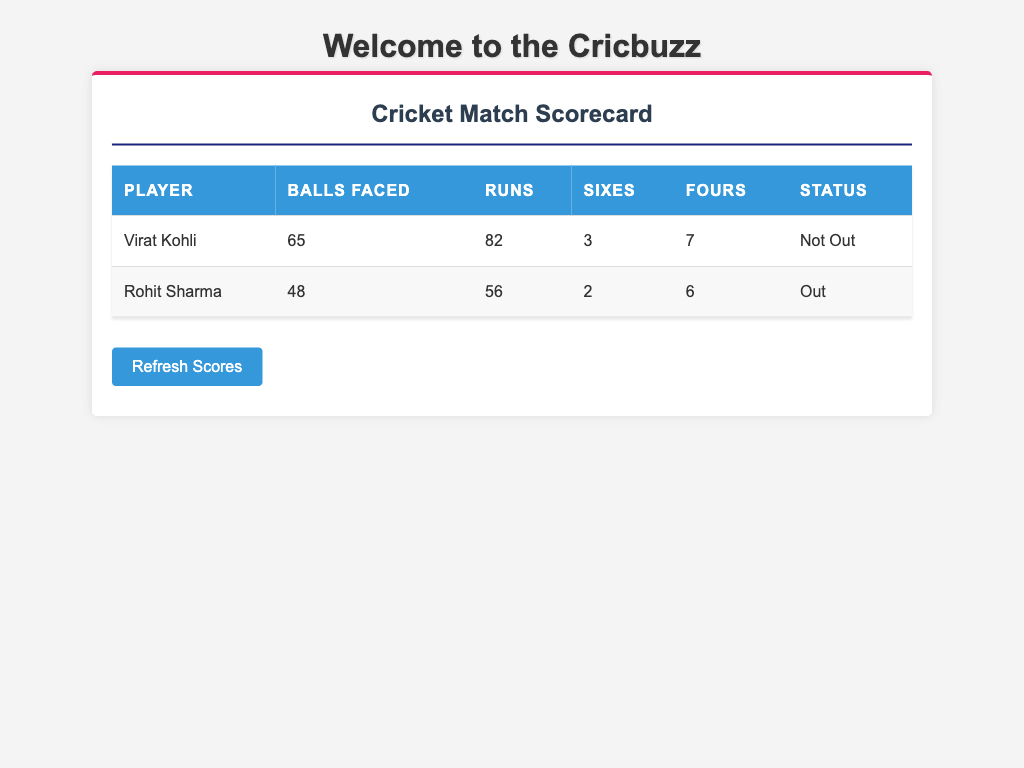 Welcome to the Cricbuzz
Cricket Match Scorecard
PLAYER BALLS FACED RUNS SIXES FOURS STATUS
Virat Kohli 65 82 3 7 Not Out
Rohit Sharma 48 56 2 6 Out
Refresh Scores